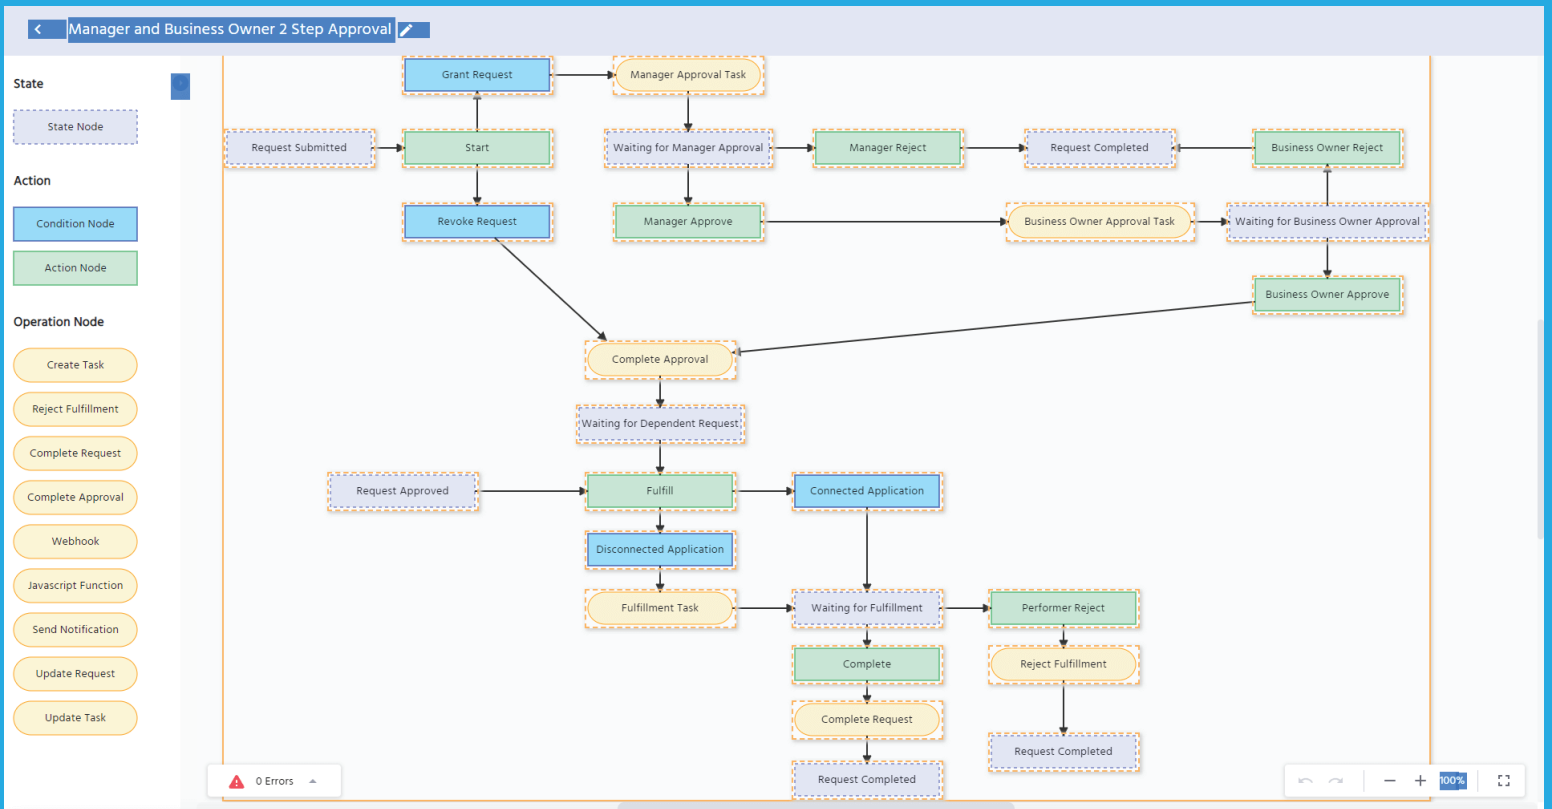 Manager and Business Owner 2 Step Approval
State
State Node
Action
Condition Node
Action Node
Operation Node
Create Task
Reject Fulfillment
Complete Request
Complete Approval
Webhook
Javascript Function
Send Notification
Update Request
Update Task
Grant Request
Manager Approval Task
Request Submitted
Start
Waiting for Manager Approval
Manager Reject
Request Completed
Business Owner Reject
Revoke Request
Manager Approve
Business Owner Approval Task
Waiting for Business Owner Approval
Business Owner Approve
Complete Approval
Waiting for Dependent Request
Request Approved
Fulfill
Connected Application
Disconnected Application
Fulfillment Task
Waiting for Fulfillment
Performer Reject
Complete
Reject Fulfillment
Complete Request
Request Completed
Request Completed
0 Errors
100%